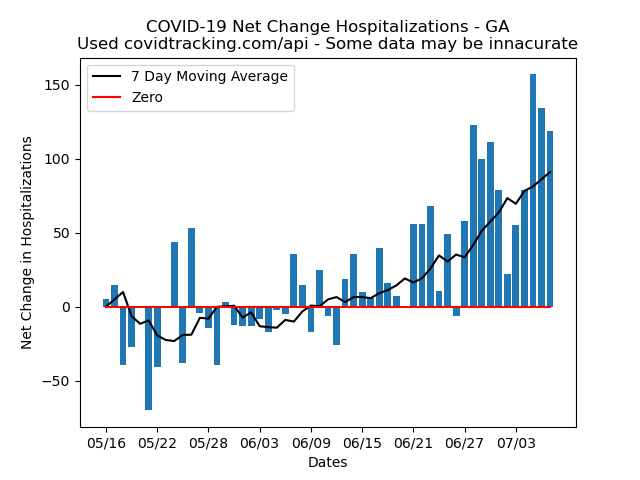 COVID-19 Net Change Hospitalizations - GA
Used covidtracking.com/api - Some data may be innacurate
7 Day Moving Average
Zero
Net Change in Hospitalizations
150
100
50
0
−50
05/16 05/22 05/28 06/03 06/09 06/15 06/21 06/27 07/03
Dates